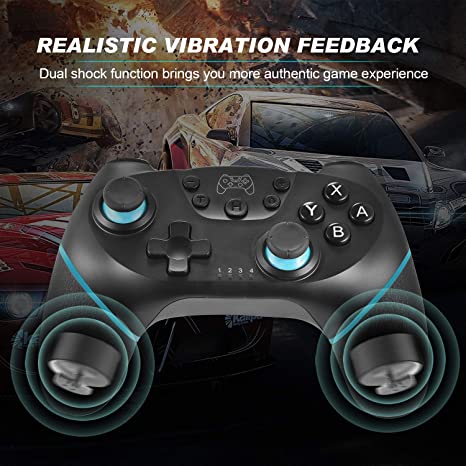 REALISTIC VIBRATION FEEDBACK
Dual shock function brings you more authentic game experience
X
Y
A
B
1 2 3 4